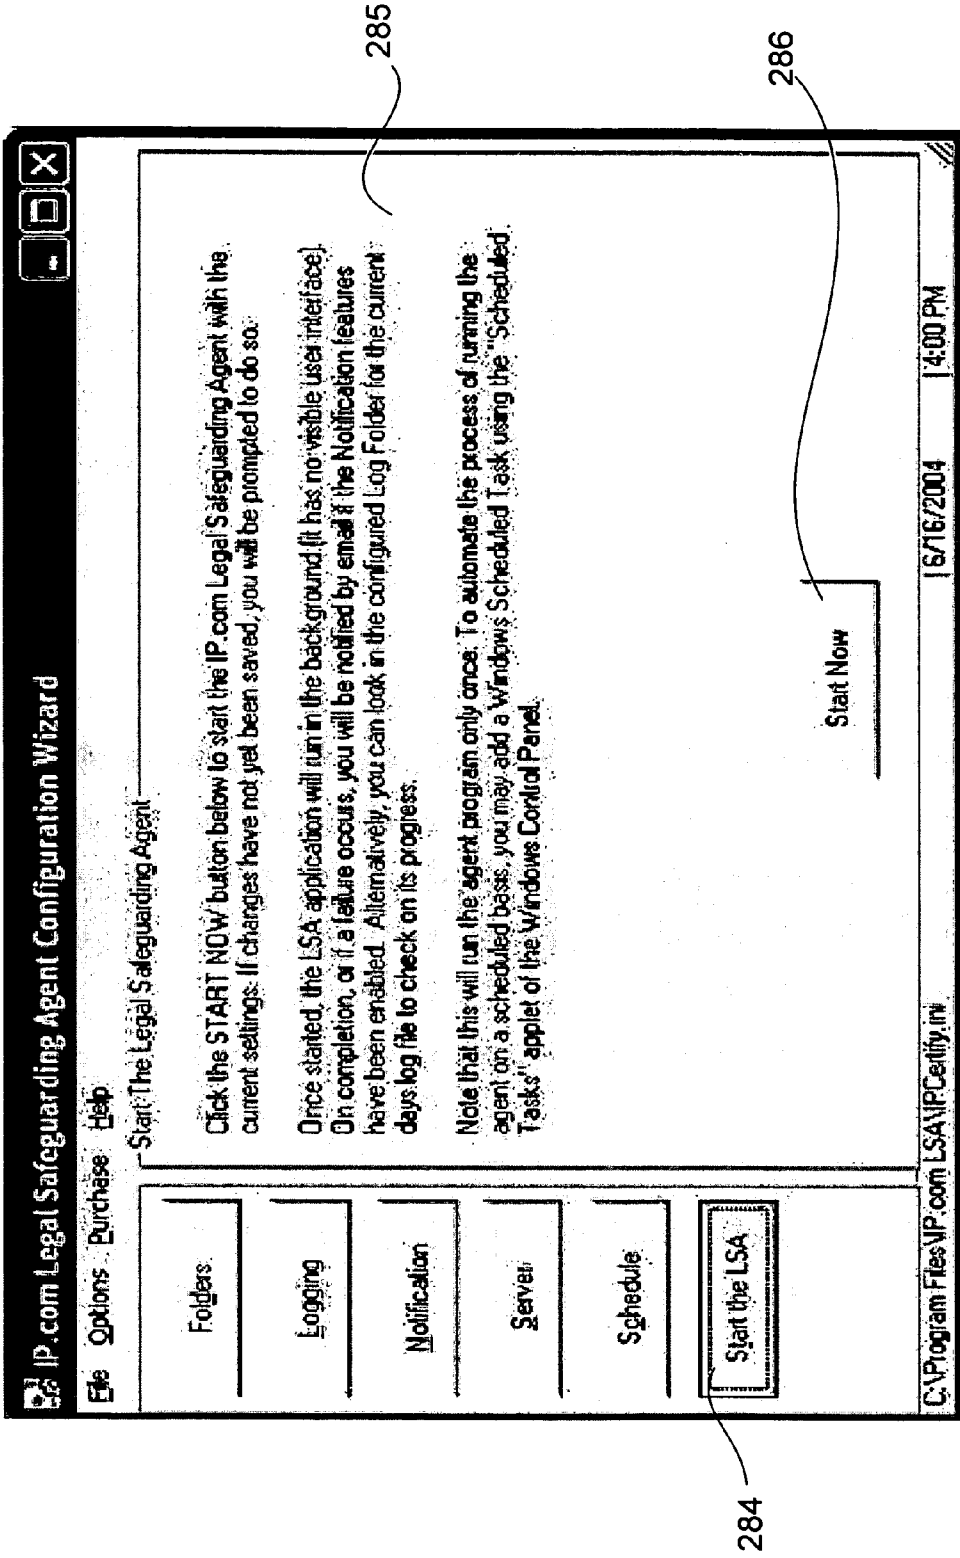 IP.com Legal Safeguarding Agent Configuration Wizard
File Options Purchase Help
Folders
Logging
Notification
Server
Schedule
Start the LSA
Start The Legal Safeguarding Agent
Click the START NOW button below to start the IP.com Legal Safeguarding Agent with the
current settings. If changes have not yet been saved, you will be prompted to do so.
Once started, the LSA application will run in the background (it has no visible user interface).
On completion, or if a failure occurs, you will be notified by email if the Notification features
have been enabled. Alternatively, you can look in the configured Log Folder for the current
days log file to check on its progress.
Note that this will run the agent program only once. To automate the process of running the
agent on a scheduled basis, you may add a Windows Scheduled Task using the "Scheduled
Tasks" applet of the Windows Control Panel.
Start Now
C:\Program Files\IP.com LSA\IPCertify.ini
6/16/2004
4:00 PM
284
285
286